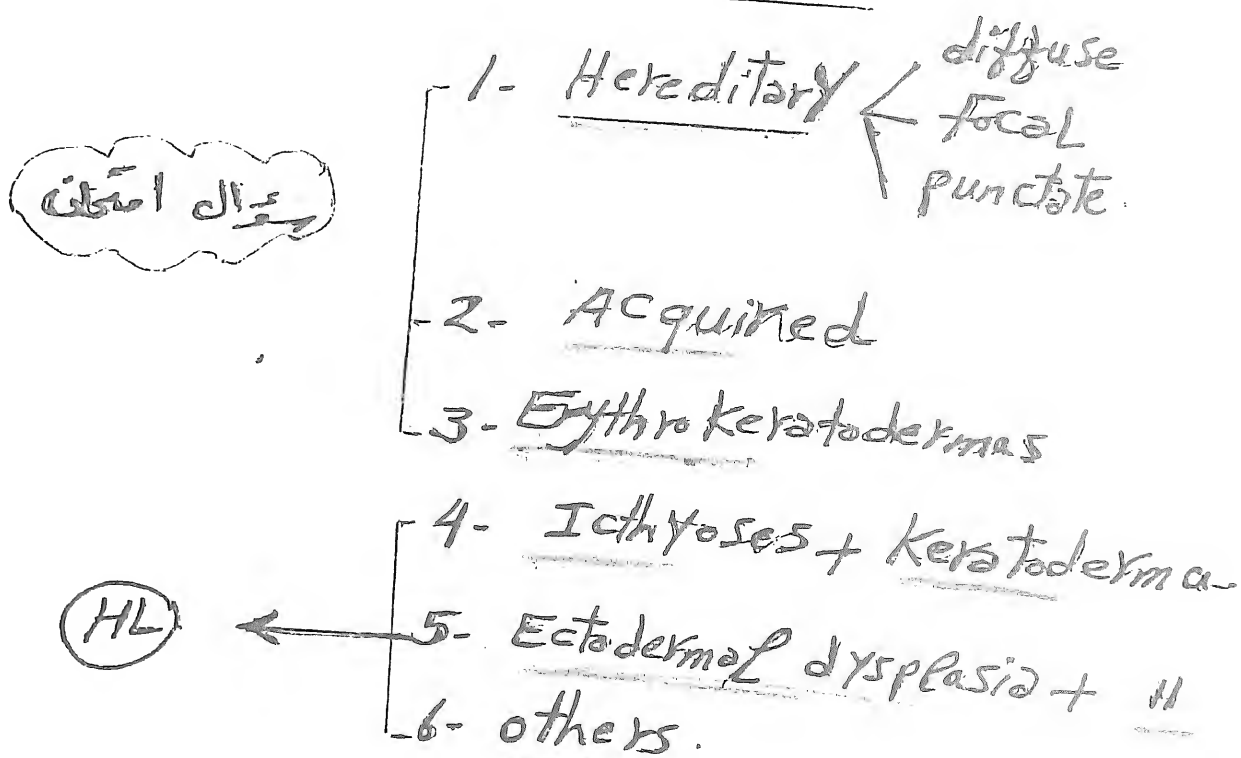 1- Hereditary
diffuse
focal
punctate.
سؤال امتحان
2- Acquired
3- Erythrokeratodermas
4- Icthyoses + Keratoderma
HL
5- Ectodermal dysplasia + "
6- others.